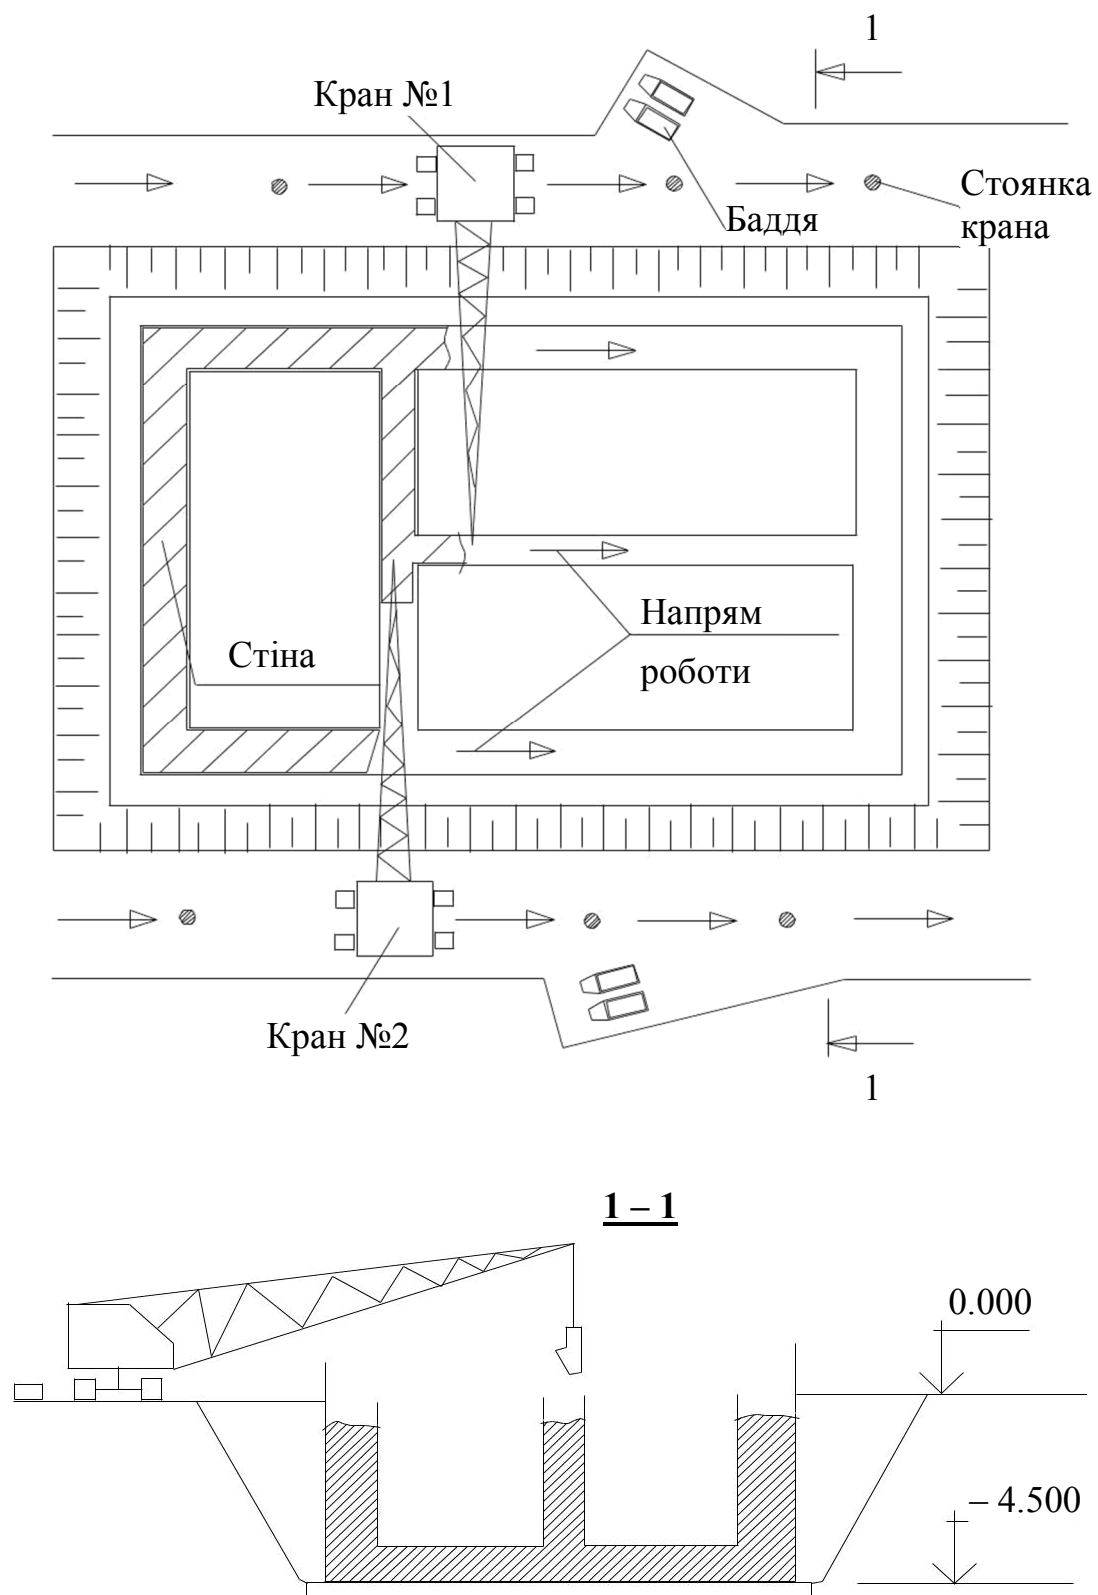 1
Кран №1
Стоянка
крана
Баддя
Напрям
роботи
Стіна
Кран №2
1
1 – 1
0.000
– 4.500